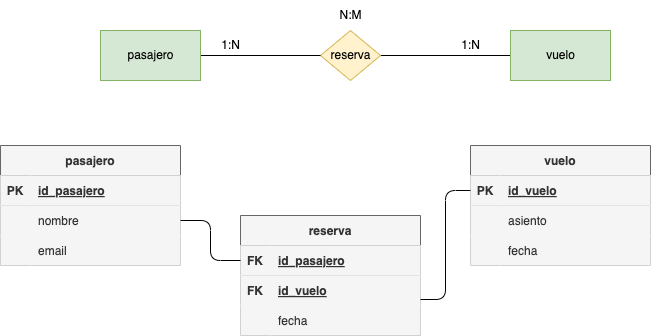 N:M
pasajero 1:N reserva 1:N vuelo
pasajero
PK id_pasajero
nombre
email
vuelo
PK id_vuelo
asiento
fecha
reserva
FK id_pasajero
FK id_vuelo
fecha